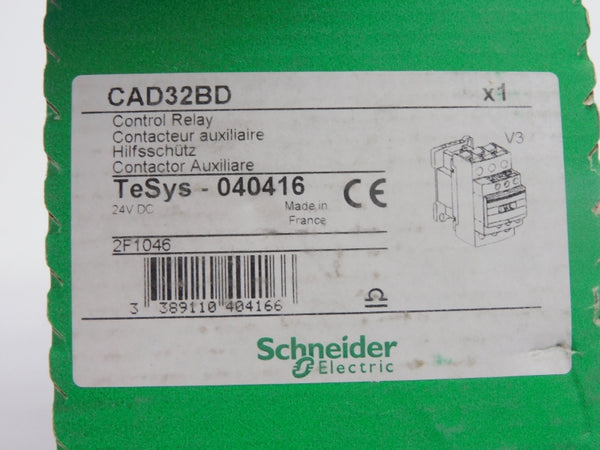 CAD32BD x1
Control Relay
Contacteur auxiliaire
Hilfsschütz
Contactor Auxiliare
V3
TeSys - 040416 CE
24V DC Made in
France
2F1046
3 389110 404166
Schneider
Electric